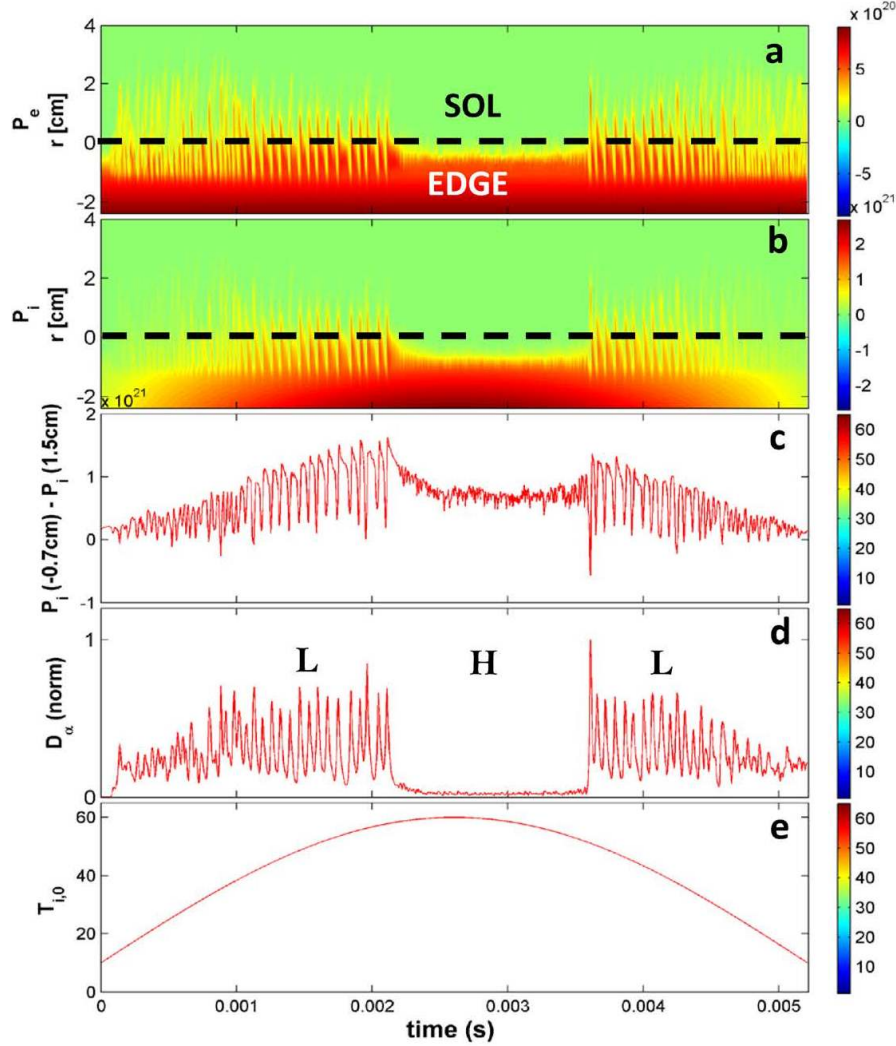 x 10^20
4
a
2
P_e
r [cm]
0
-2
SOL
EDGE
5
0
-5
x 10^21
4
b
2
P_i
r [cm]
0
-2
x 10^21
2
1
0
-1
-2
2
c
1
0
-1
P_i (-0.7cm) - P_i (1.5cm)
60
50
40
30
20
10
1
d
0
D_α (norm)
L
H
L
60
50
40
30
20
10
60
e
40
20
0
T_i,0
60
50
40
30
20
10
0
0.001
0.002
0.003
0.004
0.005
time (s)